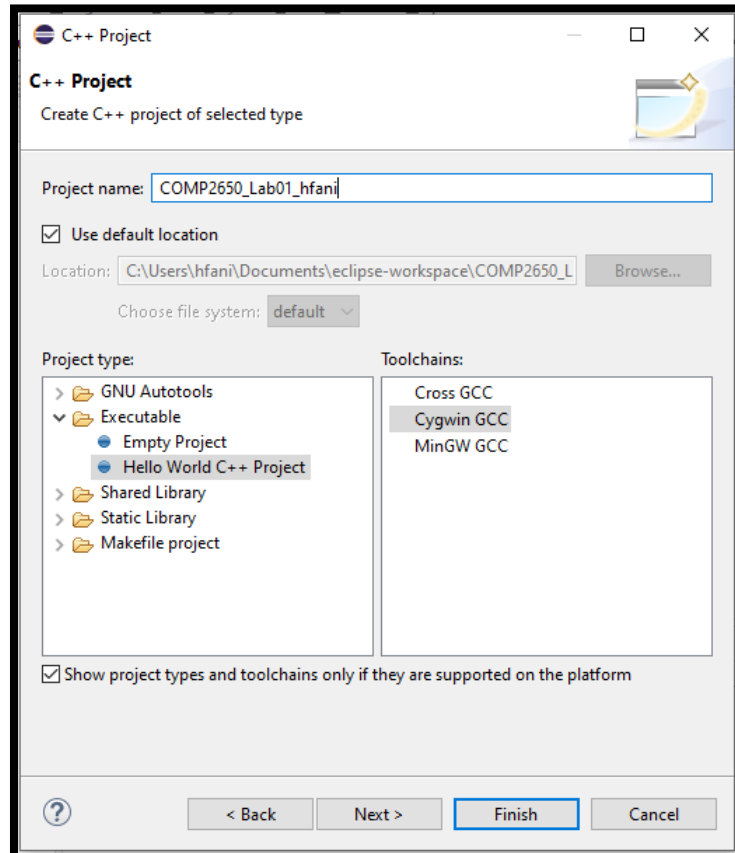 C++ Project
C++ Project
Create C++ project of selected type
Project name: COMP2650_Lab01_hfani
Use default location
Location: C:\Users\hfani\Documents\eclipse-workspace\COMP2650_L Browse...
Choose file system: default
Project type:
GNU Autotools
Executable
Empty Project
Hello World C++ Project
Shared Library
Static Library
Makefile project
Toolchains:
Cross GCC
Cygwin GCC
MinGW GCC
Show project types and toolchains only if they are supported on the platform
? < Back Next > Finish Cancel